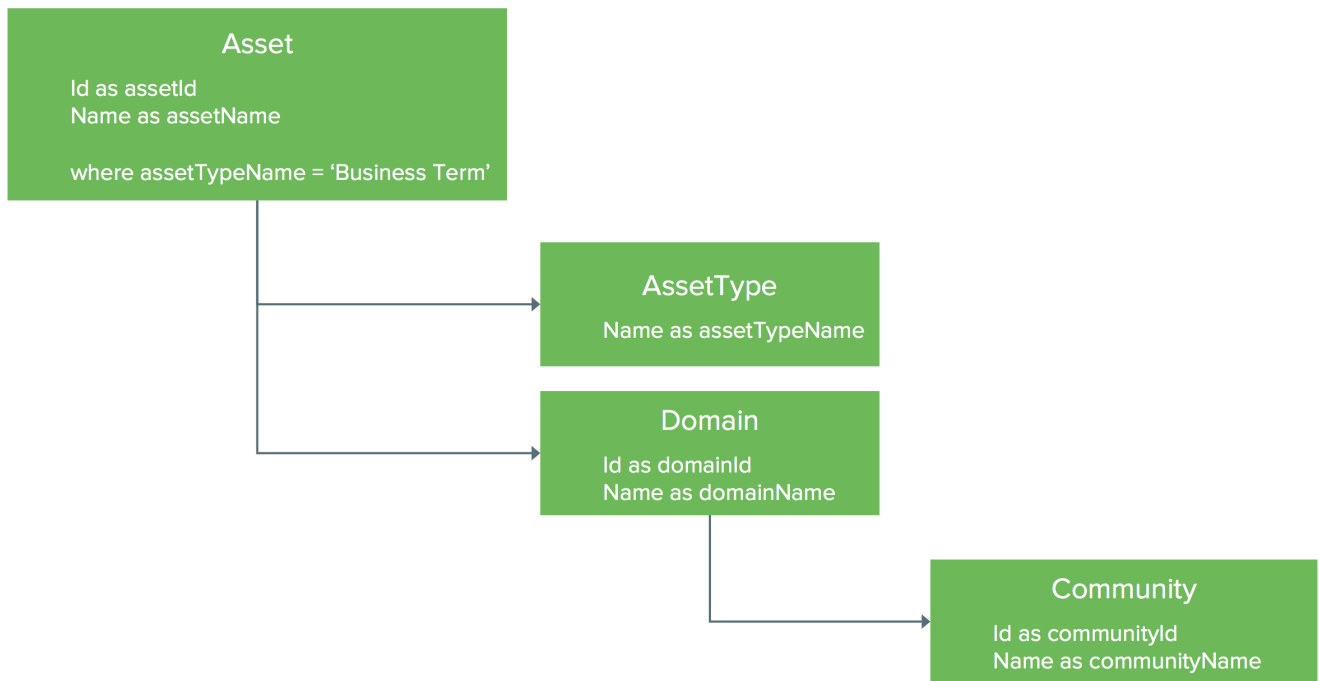 Asset
Id as assetId
Name as assetName
where assetTypeName = ‘Business Term’
AssetType
Name as assetTypeName
Domain
Id as domainId
Name as domainName
Community
Id as communityId
Name as communityName